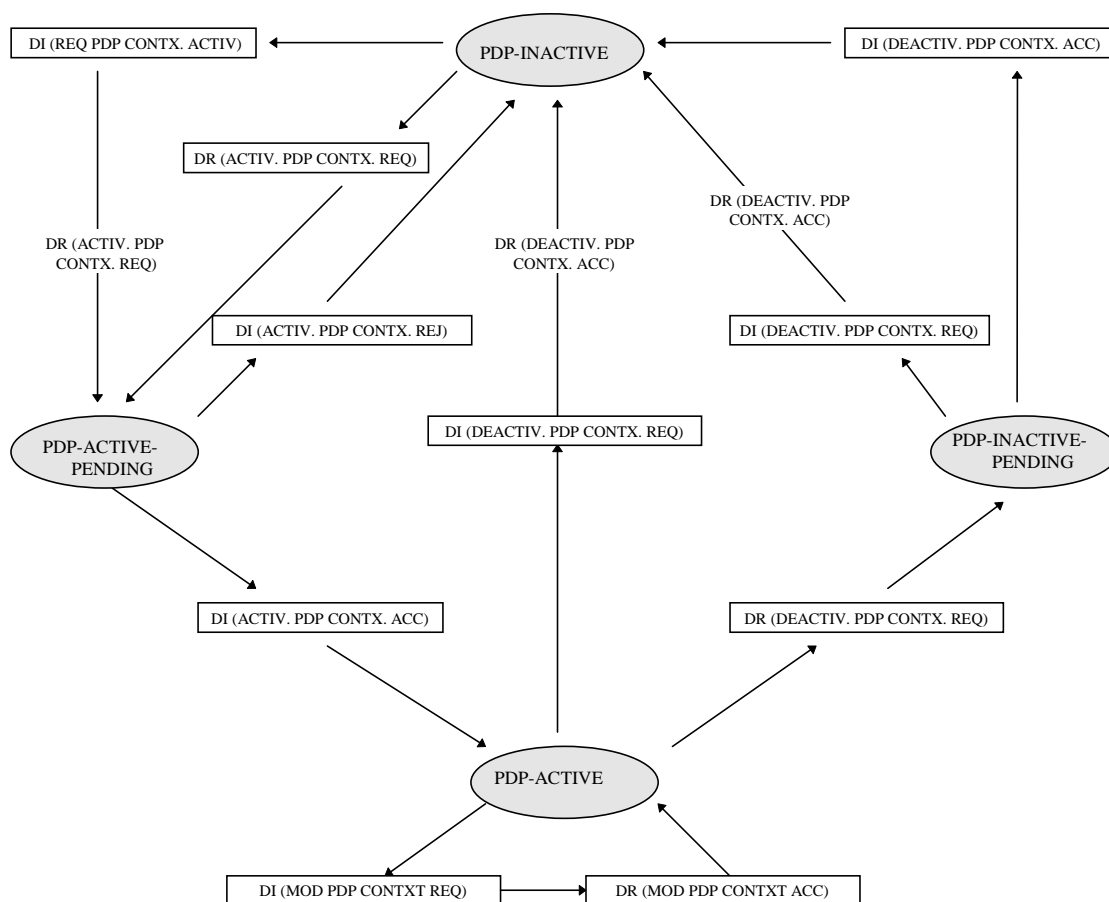 DI (REQ PDP CONTX. ACTIV)
PDP-INACTIVE
DI (DEACTIV. PDP CONTX. ACC)
DR (ACTIV. PDP CONTX. REQ)
DR (DEACTIV. PDP
CONTX. ACC)
DR (ACTIV. PDP
CONTX. REQ)
DR (DEACTIV. PDP
CONTX. ACC)
DI (ACTIV. PDP CONTX. REJ)
DI (DEACTIV. PDP CONTX. REQ)
PDP-ACTIVE-
PENDING
DI (DEACTIV. PDP CONTX. REQ)
PDP-INACTIVE-
PENDING
DI (ACTIV. PDP CONTX. ACC)
DR (DEACTIV. PDP CONTX. REQ)
PDP-ACTIVE
DI (MOD PDP CONTXT REQ)
DR (MOD PDP CONTXT ACC)